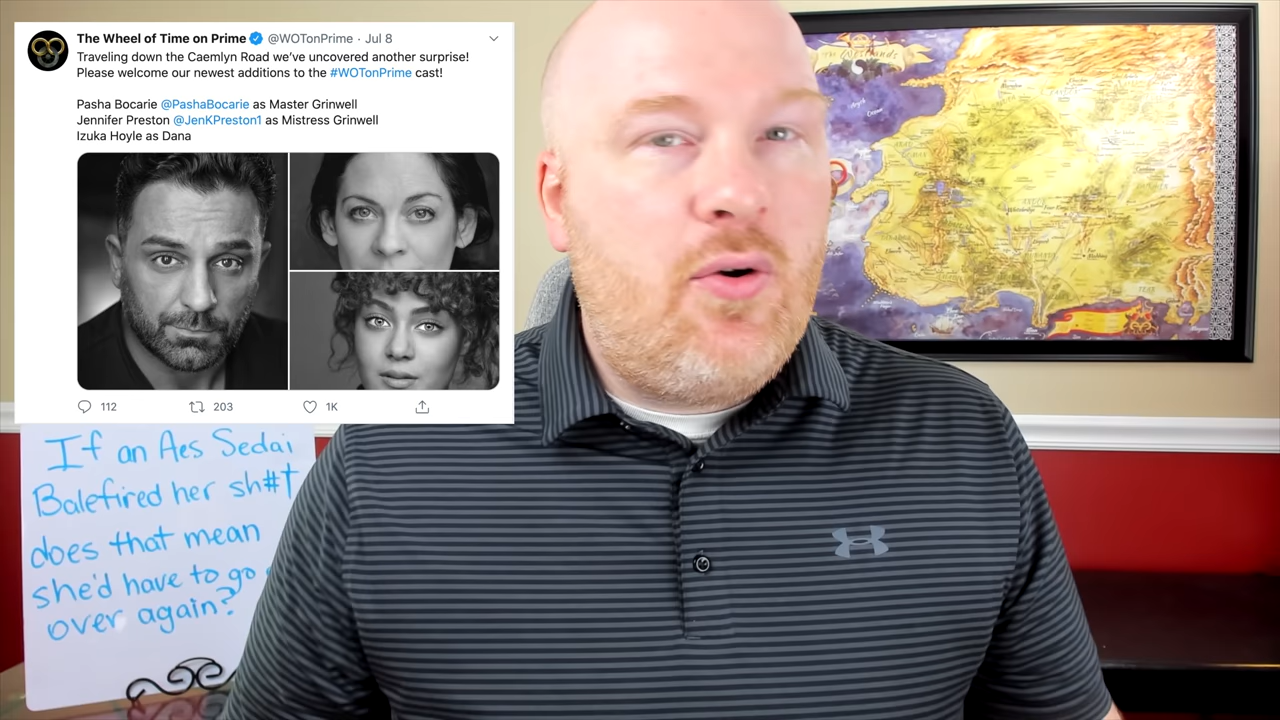 The Wheel of Time on Prime @WOTonPrime · Jul 8
Traveling down the Caemlyn Road we've uncovered another surprise!
Please welcome our newest additions to the #WOTonPrime cast!
Pasha Bocarie @PashaBocarie as Master Grinwell
Jennifer Preston @JenKPreston1 as Mistress Grinwell
Izuka Hoyle as Dana
112 203 1K
If an Aes Sedai
Balefired her sh#t
does that mean
she'd have to go
over again?